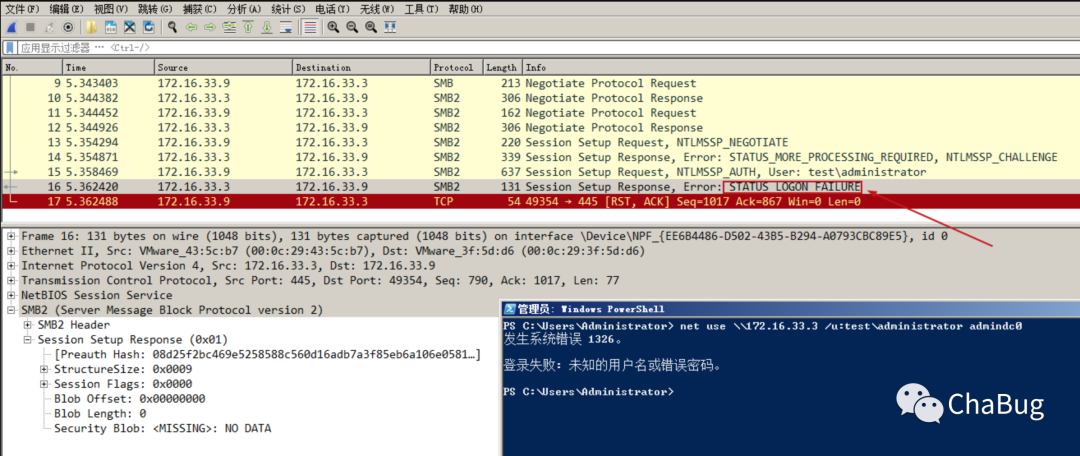 文件(F) 编辑(E) 视图(V) 跳转(G) 捕获(C) 分析(A) 统计(S) 电话(Y) 无线(W) 工具(T) 帮助(H)
应用显示过滤器 … <Ctrl-/>
No. Time Source Destination Protocol Length Info
9 5.343403 172.16.33.9 172.16.33.3 SMB 213 Negotiate Protocol Request
10 5.344382 172.16.33.3 172.16.33.9 SMB2 306 Negotiate Protocol Response
11 5.344452 172.16.33.9 172.16.33.3 SMB2 162 Negotiate Protocol Request
12 5.344926 172.16.33.3 172.16.33.9 SMB2 306 Negotiate Protocol Response
13 5.354294 172.16.33.9 172.16.33.3 SMB2 220 Session Setup Request, NTLMSSP_NEGOTIATE
14 5.354871 172.16.33.3 172.16.33.9 SMB2 339 Session Setup Response, Error: STATUS_MORE_PROCESSING_REQUIRED, NTLMSSP_CHALLENGE
15 5.358469 172.16.33.9 172.16.33.3 SMB2 637 Session Setup Request, NTLMSSP_AUTH, User: test\administrator
16 5.362420 172.16.33.3 172.16.33.9 SMB2 131 Session Setup Response, Error: STATUS_LOGON_FAILURE
17 5.362488 172.16.33.9 172.16.33.3 TCP 54 49354 → 445 [RST, ACK] Seq=1017 Ack=867 Win=0 Len=0
Frame 16: 131 bytes on wire (1048 bits), 131 bytes captured (1048 bits) on interface \Device\NPF_{EE6B4486-D502-43B5-B294-A0793CBC89E5}, id 0
Ethernet II, Src: VMware_43:5c:b7 (00:0c:29:43:5c:b7), Dst: VMware_3f:5d:d6 (00:0c:29:3f:5d:d6)
Internet Protocol Version 4, Src: 172.16.33.3, Dst: 172.16.33.9
Transmission Control Protocol, Src Port: 445, Dst Port: 49354, Seq: 790, Ack: 1017, Len: 77
NetBIOS Session Service
SMB2 (Server Message Block Protocol version 2)
SMB2 Header
Session Setup Response (0x01)
[Preauth Hash: 08d25f2bc469e5258588c560d16adb7a3f85eb6a106e0581…]
StructureSize: 0x0009
Session Flags: 0x0000
Blob Offset: 0x00000000
Blob Length: 0
Security Blob: <MISSING>: NO DATA
管理员: Windows PowerShell
PS C:\Users\Administrator> net use \\172.16.33.3 /u:test\administrator admindc0
发生系统错误 1326。
登录失败: 未知的用户名或错误密码。
PS C:\Users\Administrator>
ChaBug